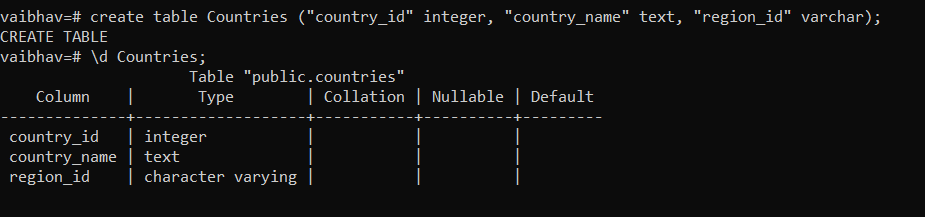 vaibhav=# create table Countries ("country_id" integer, "country_name" text, "region_id" varchar);
CREATE TABLE
vaibhav=# \d Countries;
                     Table "public.countries"
    Column    |       Type        | Collation | Nullable | Default
--------------+-------------------+-----------+----------+---------
 country_id   | integer           |           |          |
 country_name | text              |           |          |
 region_id    | character varying |           |          |